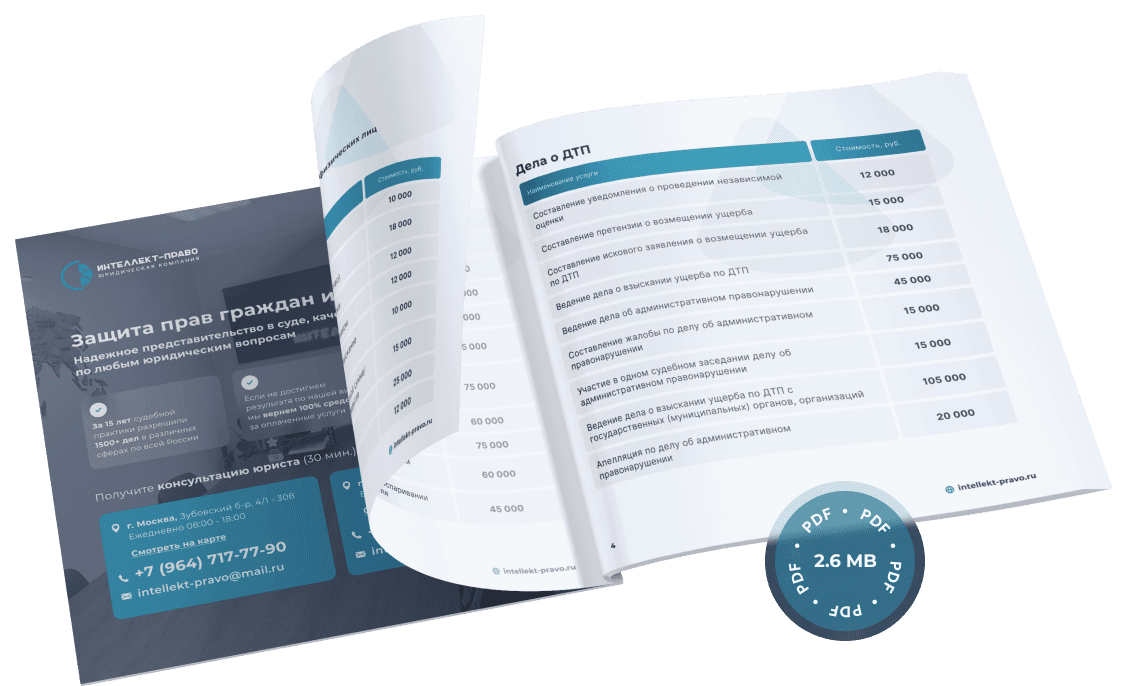 ИНТЕЛЛЕКТ-ПРАВО
ЮРИДИЧЕСКАЯ КОМПАНИЯ
Защита прав граждан и
Надежное представительство в суде,
по любым юридическим вопросам
За 15 лет судебной
практики разрешили
1500+ дел в различных
сферах по всей России
Если не достигнем
результата по нашей
мы вернем 100%
за оплаченные услуги
Получите консультацию юриста (30 мин.)
г. Москва, Зубовский б-р, 4/1 - 306
Ежедневно 08:00 - 18:00
Смотреть на карте
+7 (964) 717-77-90
intellekt-pravo@mail.ru
физических лиц
Стоимость, руб.
10 000
18 000
12 000
12 000
10 000
15 000
25 000
12 000
intellekt-pravo.ru
75 000
60 000
75 000
60 000
45 000
intellekt-pravo.ru
Дела о ДТП
Наименование услуги Стоимость, руб.
Составление уведомления о проведении независимой
оценки 12 000
Составление претензии о возмещении ущерба 15 000
Составление искового заявления о возмещении ущерба
по ДТП 18 000
Ведение дела о взыскании ущерба по ДТП 75 000
Ведение дела об административном правонарушении 45 000
Составление жалобы по делу об административном
правонарушении 15 000
Участие в одном судебном заседании делу об
административном правонарушении 15 000
Ведение дела о взыскании ущерба по ДТП с
государственных (муниципальных) органов, организаций 105 000
Апелляция по делу об административном
правонарушении 20 000
4
intellekt-pravo.ru
PDF • PDF • PDF • PDF • PDF •
2.6 MB